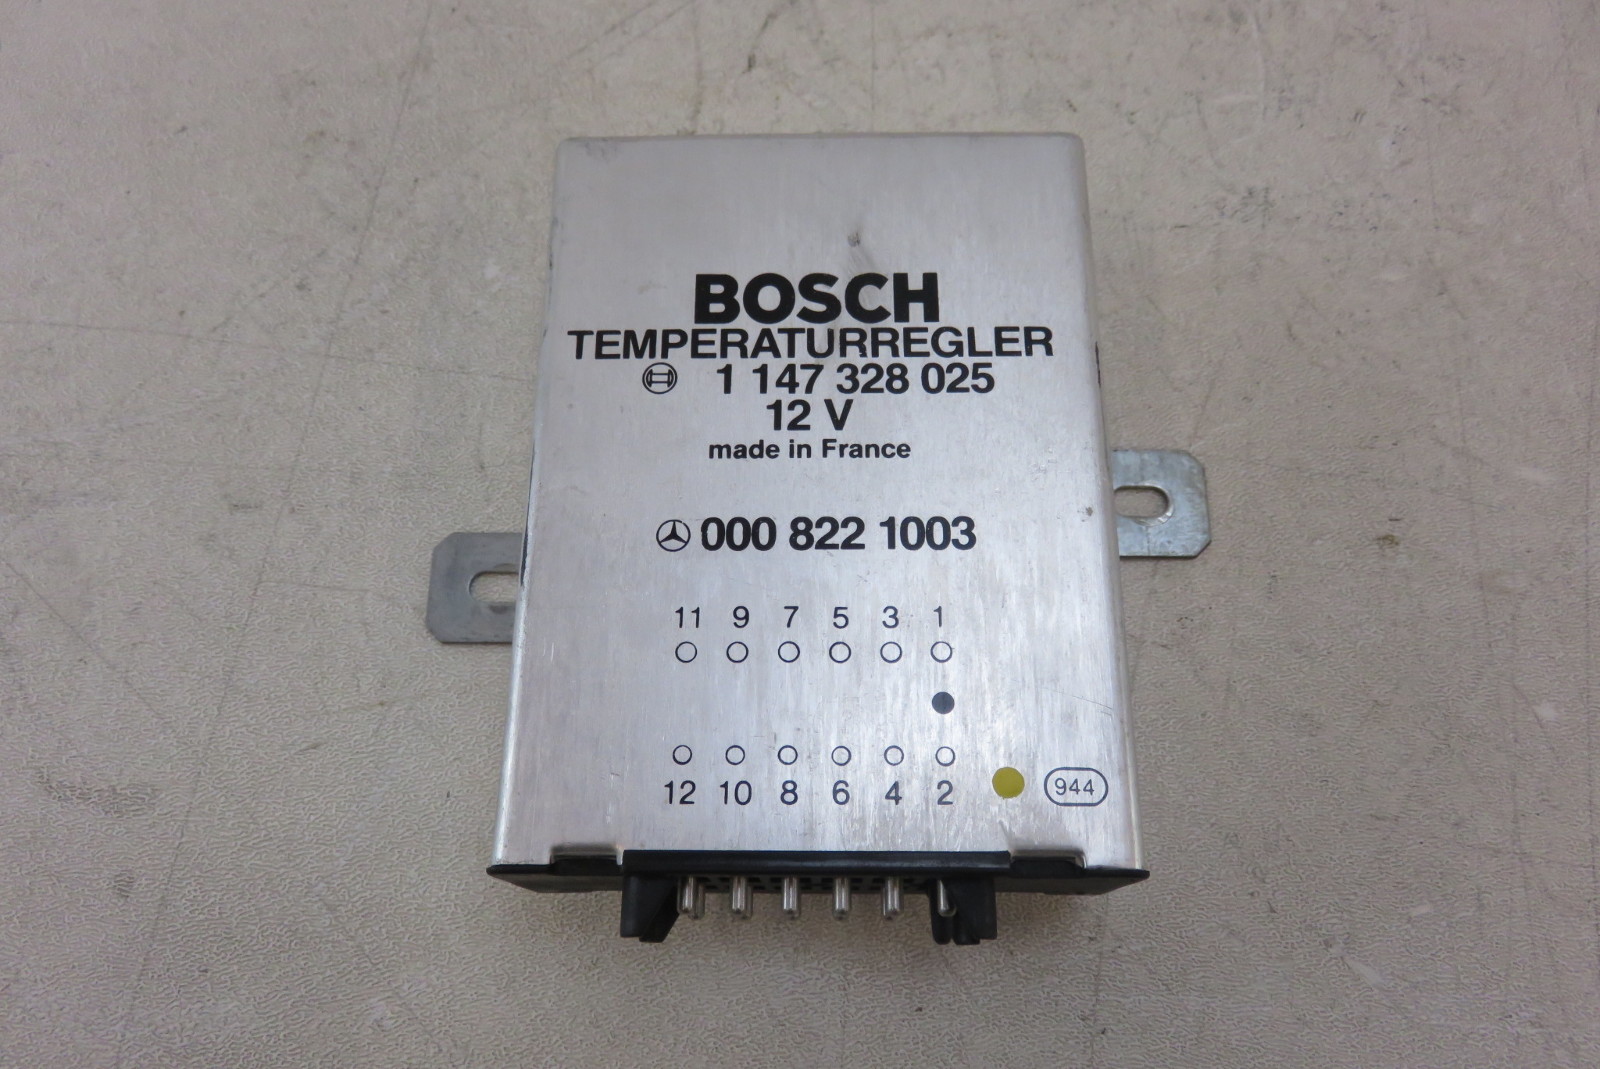 BOSCH
TEMPERATURREGLER
1 147 328 025
12 V
made in France
000 822 1003
11 9 7 5 3 1
12 10 8 6 4 2
944